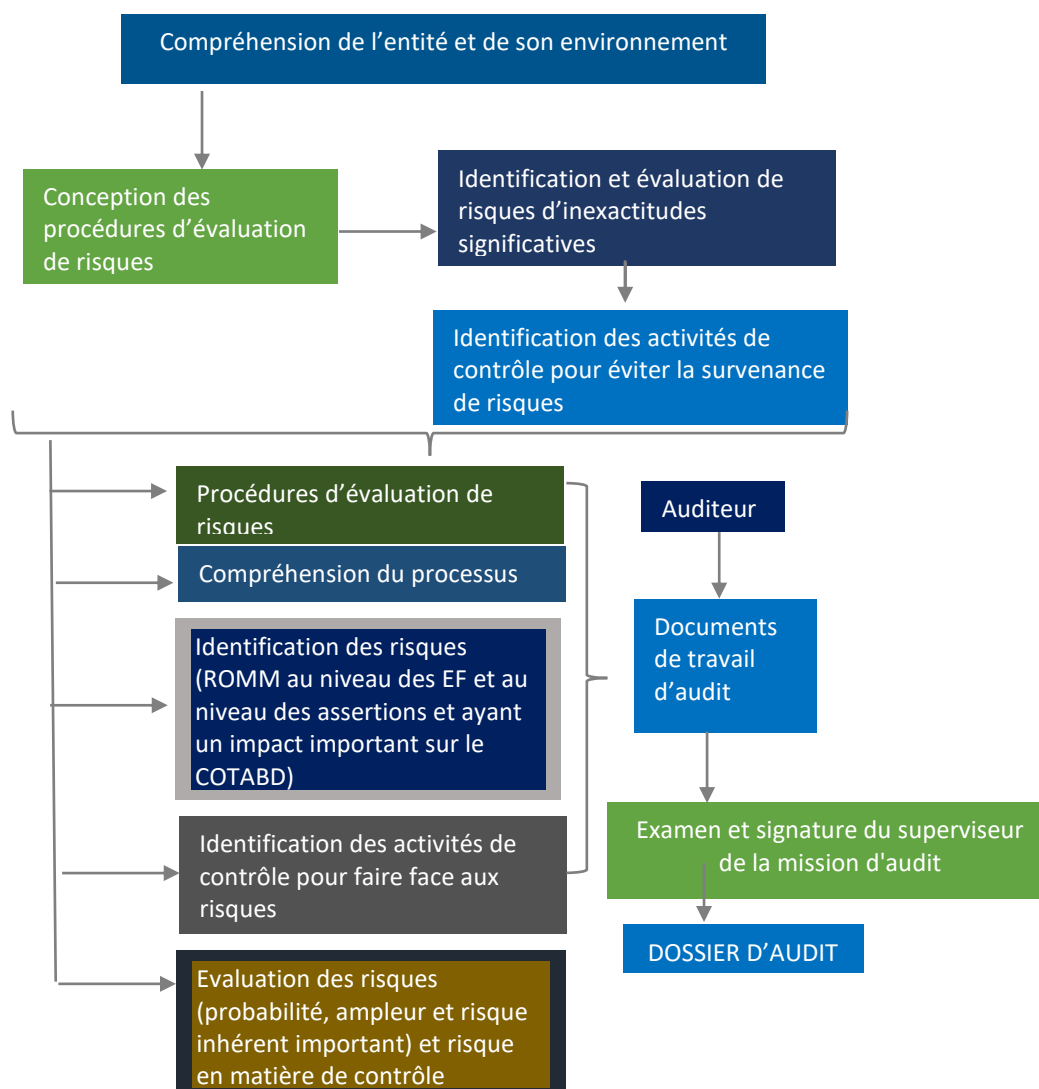 Compréhension de l’entité et de son environnement
Conception des
procédures d’évaluation
de risques
Identification et évaluation de
risques d’inexactitudes
significatives
Identification des activités de
contrôle pour éviter la survenance
de risques
Procédures d’évaluation de
risques
Compréhension du processus
Identification des risques
(ROMM au niveau des EF et au
niveau des assertions et ayant
un impact important sur le
COTABD)
Identification des activités de
contrôle pour faire face aux
risques
Evaluation des risques
(probabilité, ampleur et risque
inhérent important) et risque
en matière de contrôle
Auditeur
Documents
de travail
d’audit
Examen et signature du superviseur
de la mission d'audit
DOSSIER D’AUDIT